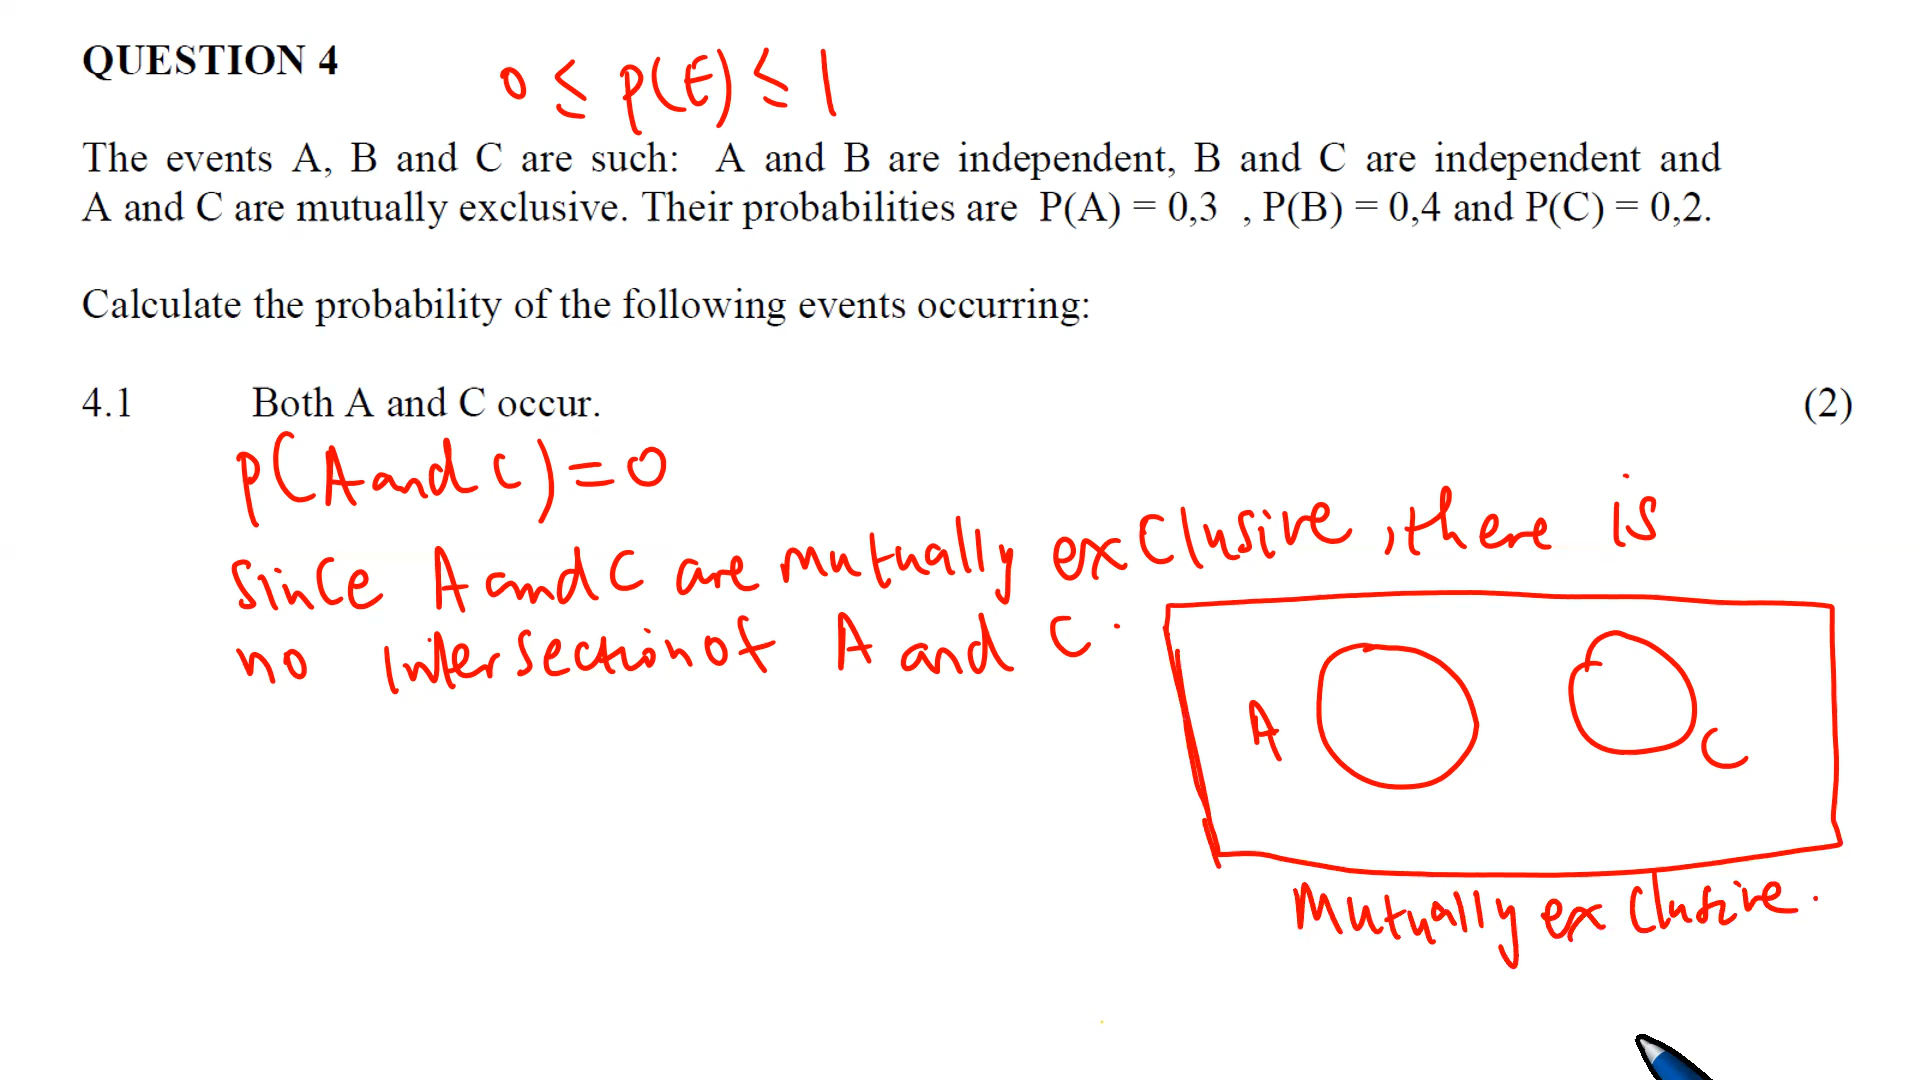 QUESTION 4
0 ≤ P(E) ≤ 1
The events A, B and C are such: A and B are independent, B and C are independent and
A and C are mutually exclusive. Their probabilities are P(A) = 0,3 , P(B) = 0,4 and P(C) = 0,2.
Calculate the probability of the following events occurring:
4.1 Both A and C occur. (2)
P(A and C) = 0
since A and C are mutually exclusive, there is
no intersection of A and C.
A
C
Mutually exclusive.